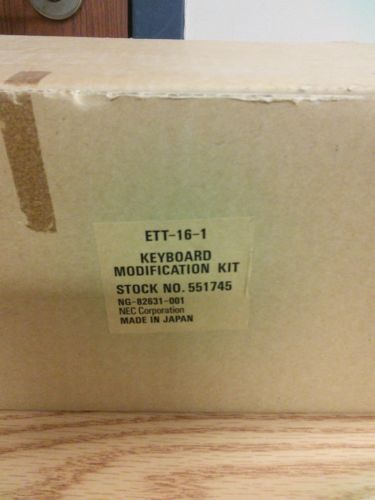 ETT-16-1
KEYBOARD
MODIFICATION KIT
STOCK NO. 551745
NG-82631-001
NEC Corporation
MADE IN JAPAN